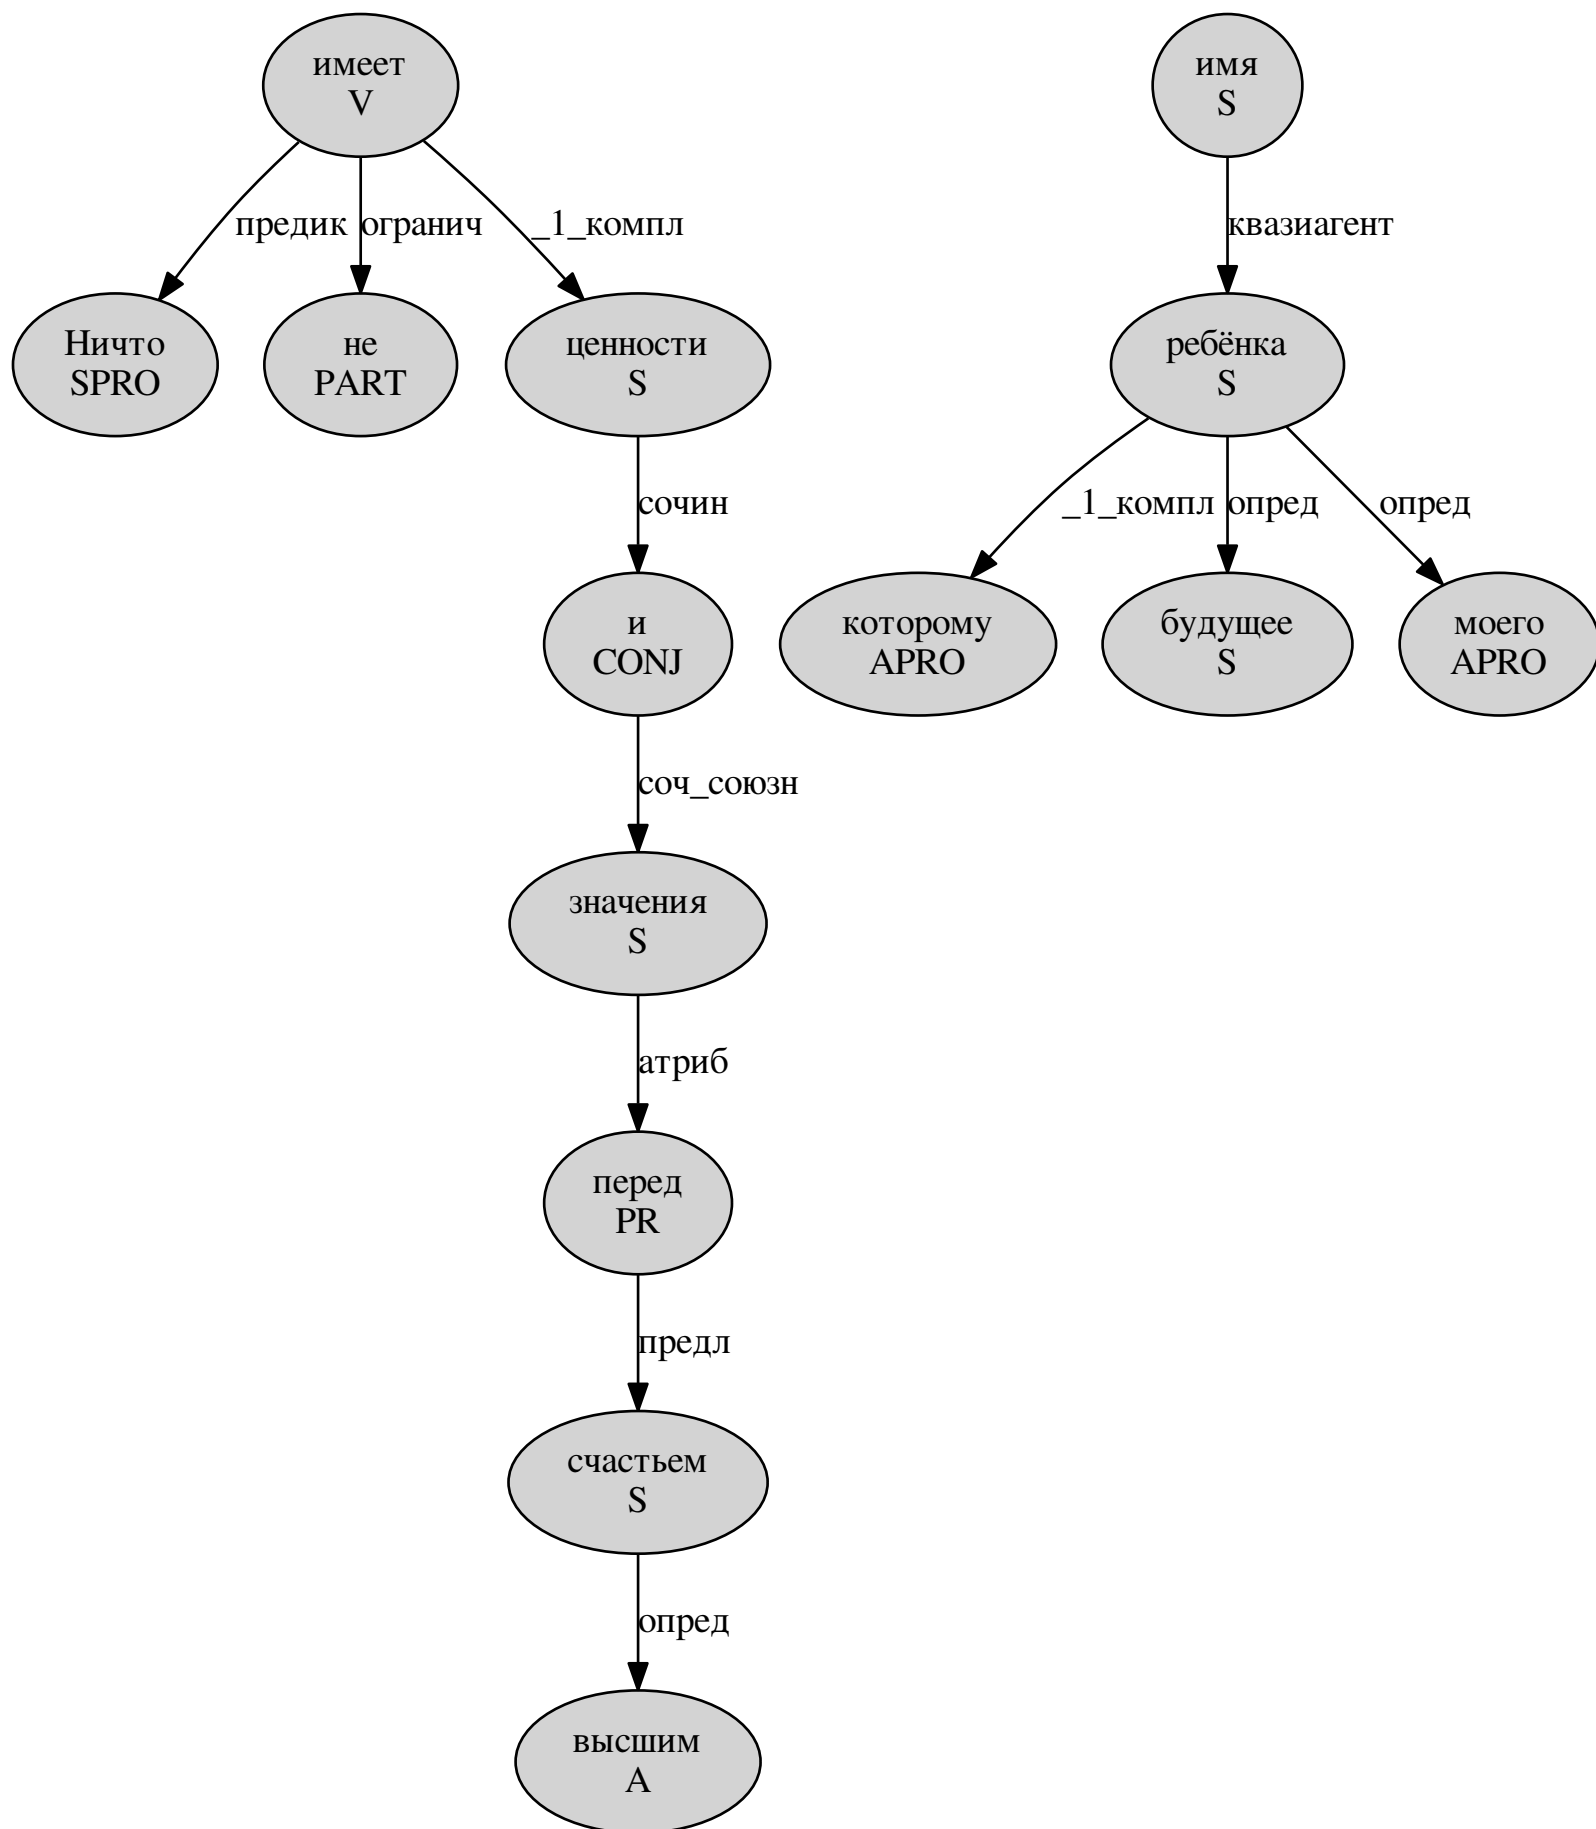 имеет
V
имя
S
предик
огранич
_1_компл
квазиагент
Ничто
SPRO
не
PART
ценности
S
ребёнка
S
сочин
_1_компл
опред
опред
и
CONJ
которому
APRO
будущее
S
моего
APRO
соч_союзн
значения
S
атриб
перед
PR
предл
счастьем
S
опред
высшим
A